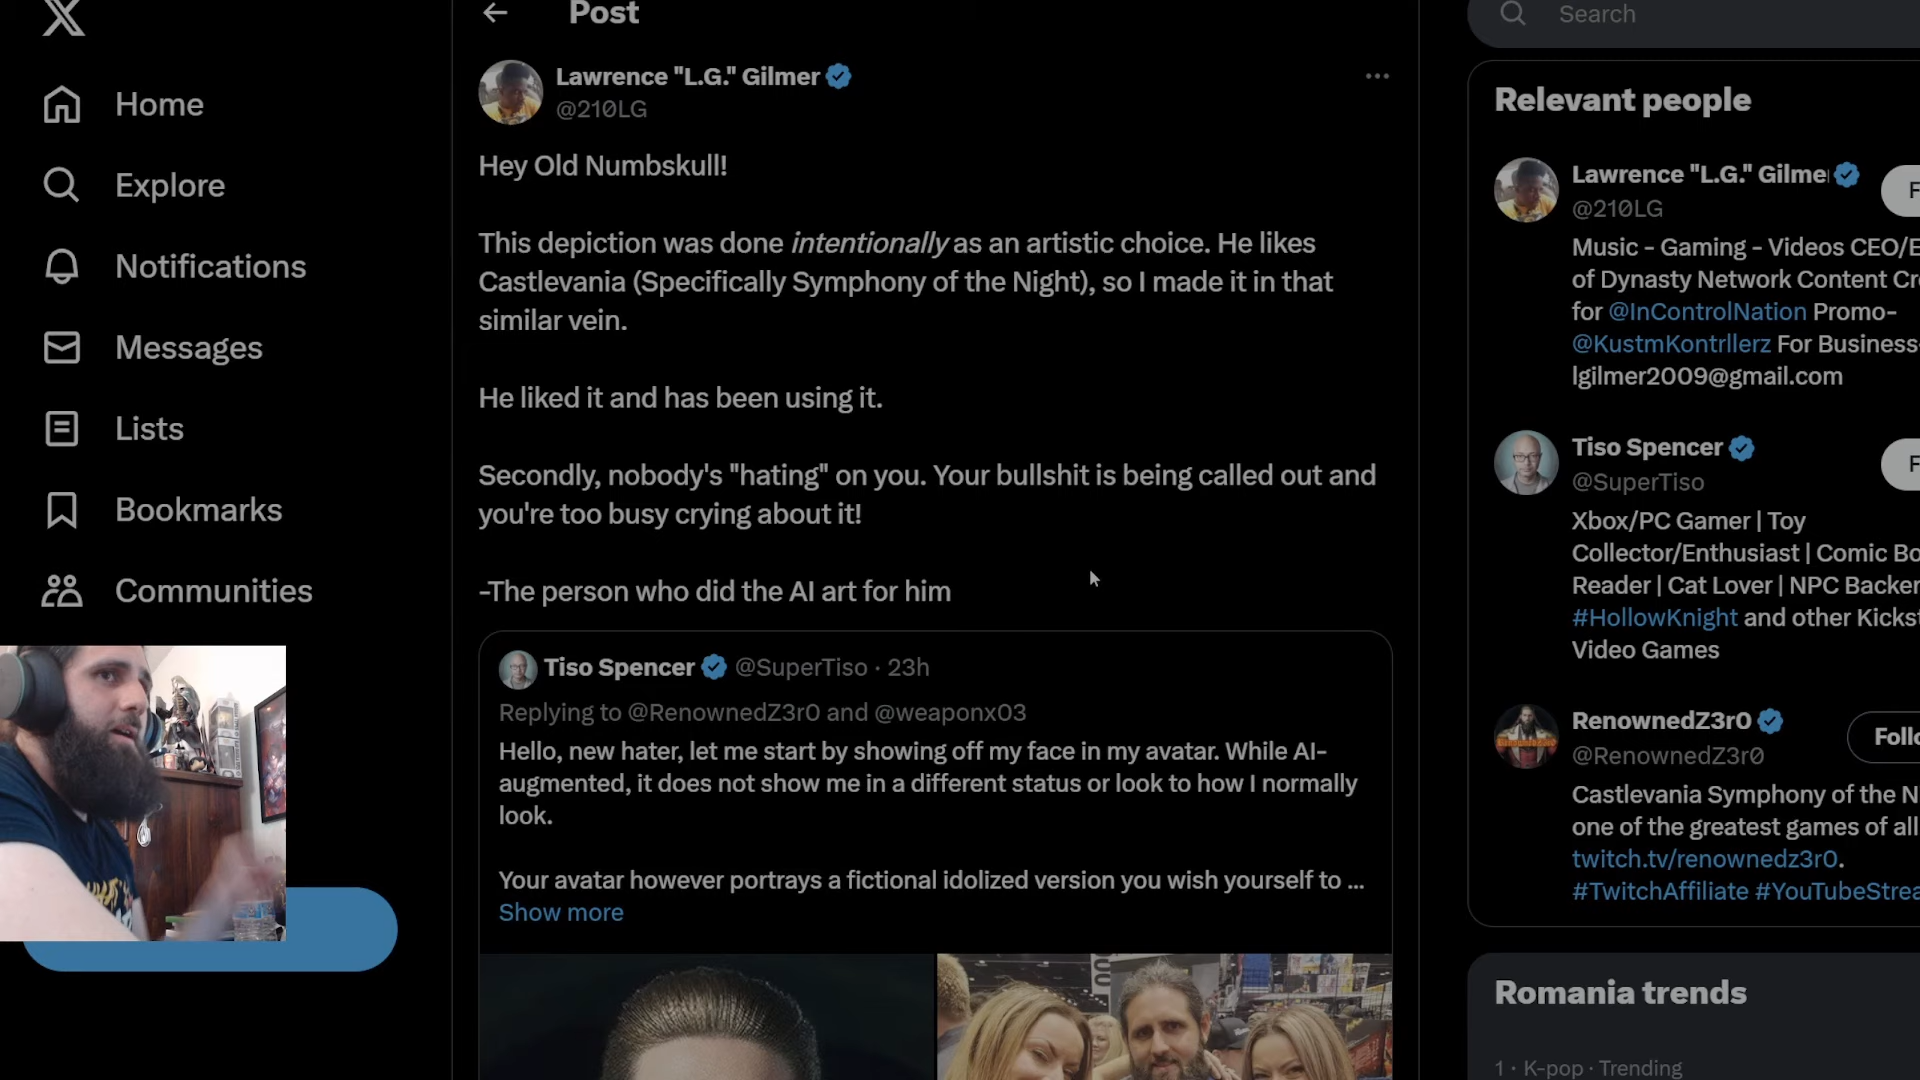 Post
Search
Home
Explore
Notifications
Messages
Lists
Bookmarks
Communities
Lawrence "L.G." Gilmer
@210LG
Hey Old Numbskull!
This depiction was done intentionally as an artistic choice. He likes
Castlevania (Specifically Symphony of the Night), so I made it in that
similar vein.
He liked it and has been using it.
Secondly, nobody's "hating" on you. Your bullshit is being called out and
you're too busy crying about it!
-The person who did the AI art for him
Tiso Spencer @SuperTiso · 23h
Replying to @RenownedZ3r0 and @weaponx03
Hello, new hater, let me start by showing off my face in my avatar. While AI-
augmented, it does not show me in a different status or look to how I normally
look.
Your avatar however portrays a fictional idolized version you wish yourself to ...
Show more
Relevant people
Lawrence "L.G." Gilme
@210LG
Music - Gaming - Videos CEO/E
of Dynasty Network Content Cr
for @InControlNation Promo-
@KustmKontrllerz For Business
lgilmer2009@gmail.com
Tiso Spencer
@SuperTiso
Xbox/PC Gamer | Toy
Collector/Enthusiast | Comic Bo
Reader | Cat Lover | NPC Backer
#HollowKnight and other Kickst
Video Games
RenownedZ3r0
@RenownedZ3r0
Follo
Castlevania Symphony of the N
one of the greatest games of all
twitch.tv/renownedz3r0.
#TwitchAffiliate #YouTubeStrea
Romania trends
1 · K-pop · Trending